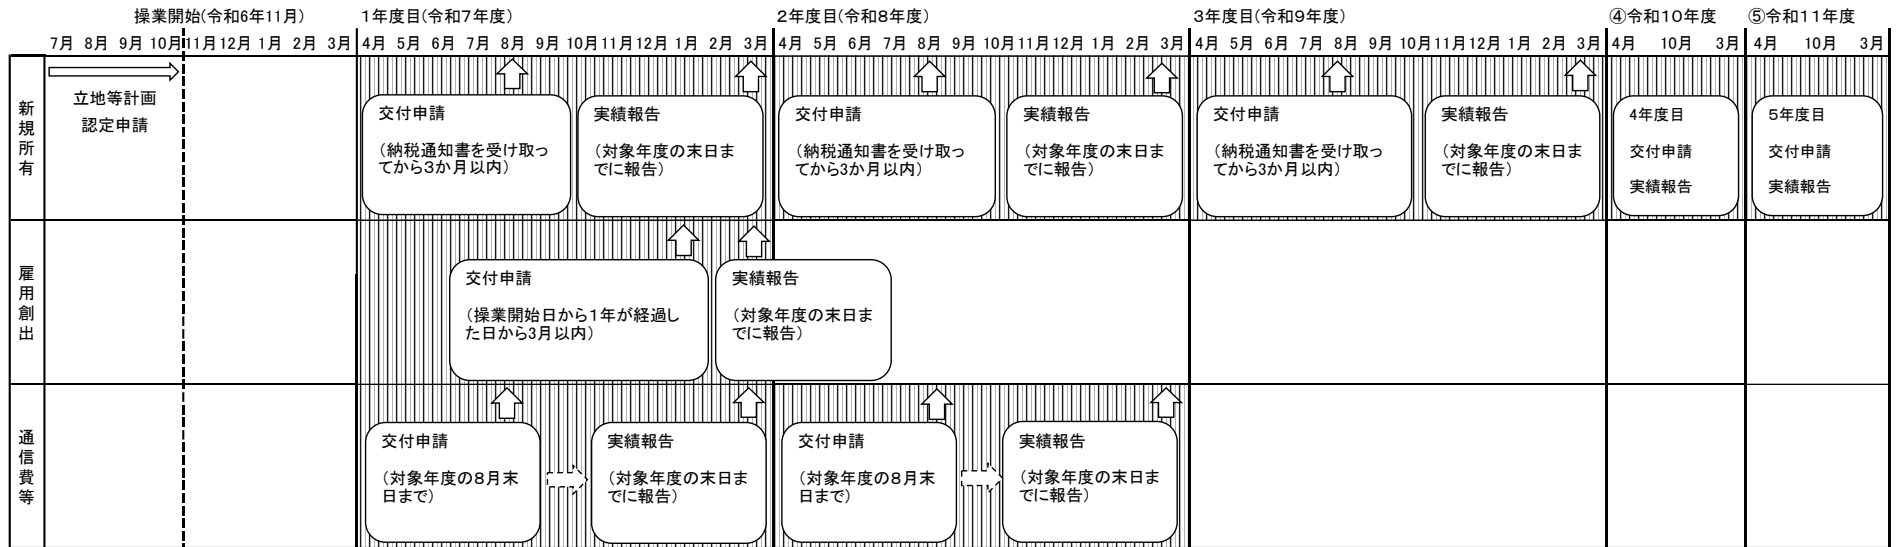 操業開始(令和6年11月)
1年度目(令和7年度)
2年度目(令和8年度)
3年度目(令和9年度)
④令和10年度
⑤令和11年度
7月 8月 9月 10月 11月 12月 1月 2月 3月 4月 5月 6月 7月 8月 9月 10月 11月 12月 1月 2月 3月 4月 5月 6月 7月 8月 9月 10月 11月 12月 1月 2月 3月 4月 5月 6月 7月 8月 9月 10月 11月 12月 1月 2月 3月 4月 10月 3月 4月 10月 3月
新規所有
立地等計画
認定申請
交付申請
（納税通知書を受け取っ
てから3か月以内）
実績報告
（対象年度の末日ま
でに報告）
交付申請
（納税通知書を受け取っ
てから3か月以内）
実績報告
（対象年度の末日ま
でに報告）
交付申請
（納税通知書を受け取っ
てから3か月以内）
実績報告
（対象年度の末日ま
でに報告）
4年度目
交付申請
実績報告
5年度目
交付申請
実績報告
雇用創出
交付申請
（操業開始日から1年が経過し
た日から3月以内）
実績報告
（対象年度の末日ま
でに報告）
通信費等
交付申請
（対象年度の8月末
日まで）
実績報告
（対象年度の末日ま
でに報告）
交付申請
（対象年度の8月末
日まで）
実績報告
（対象年度の末日ま
でに報告）